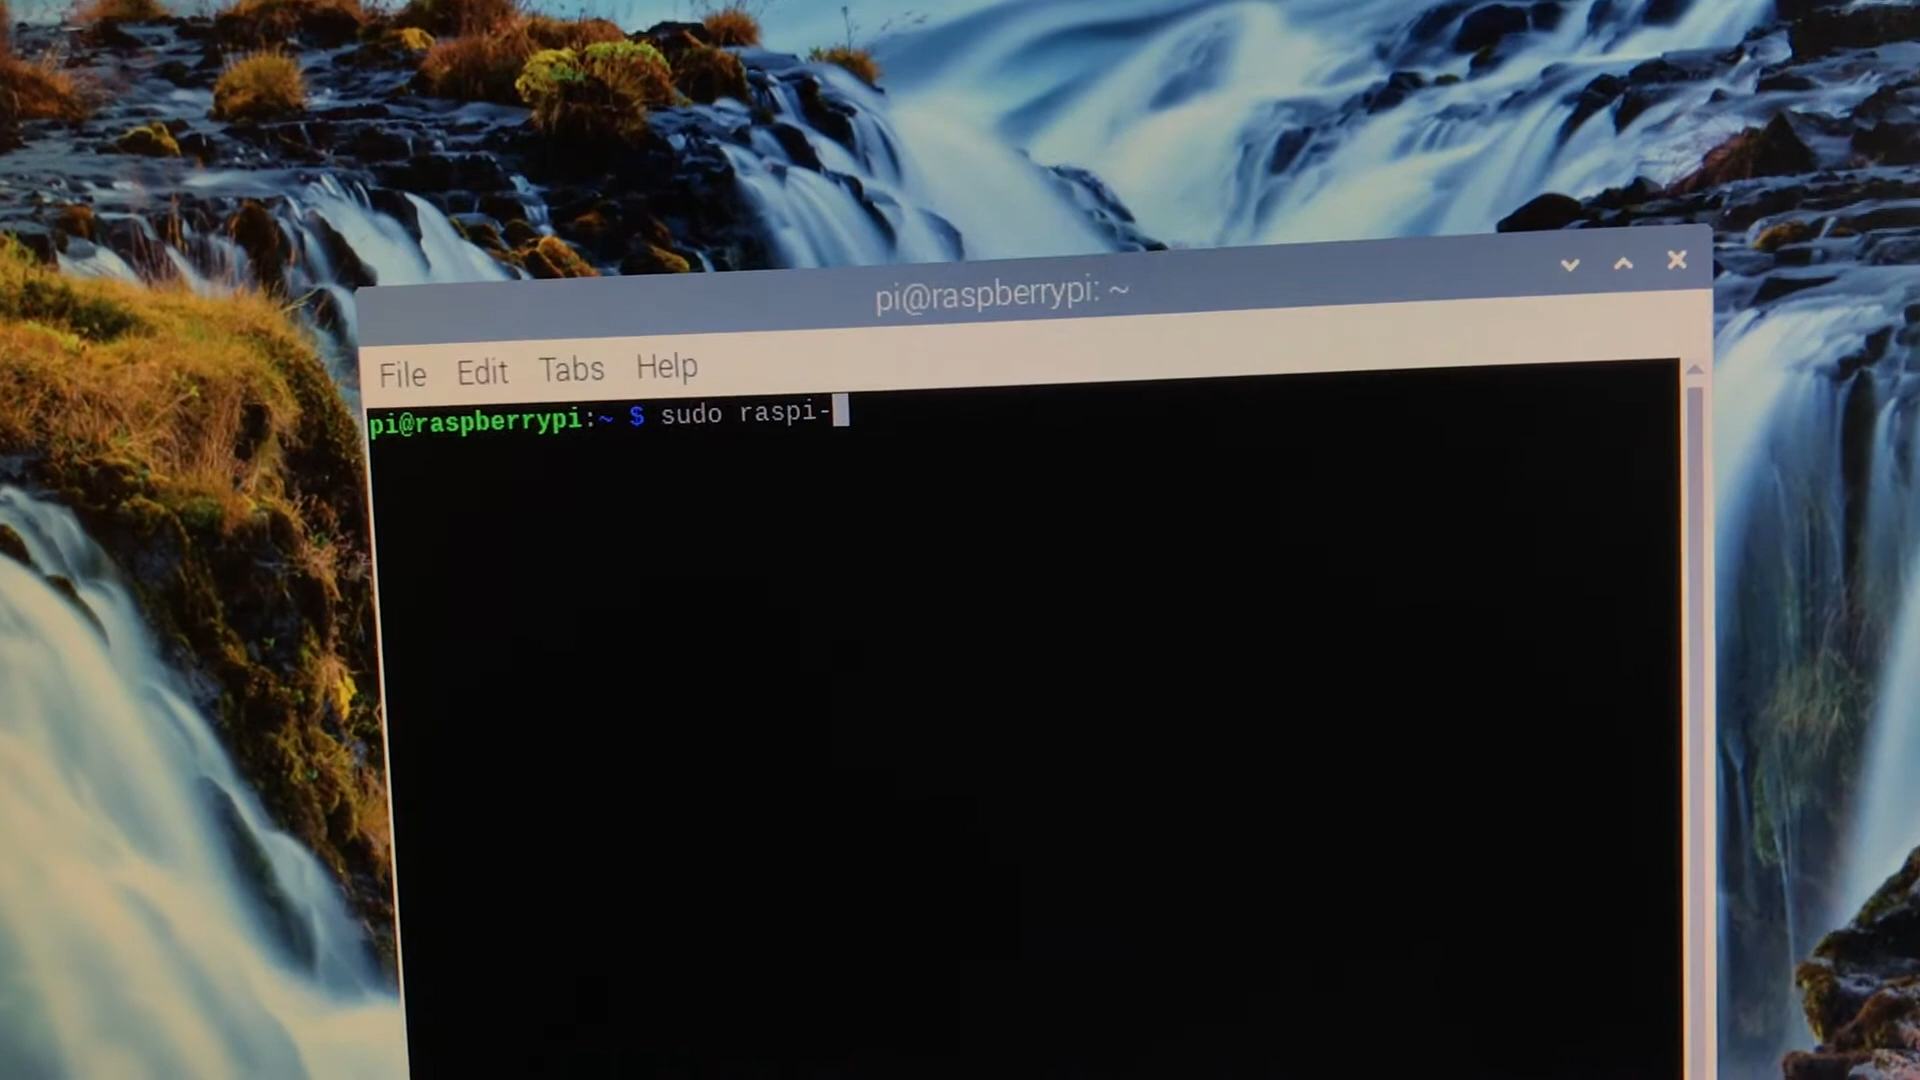 pi@raspberrypi: ~
File Edit Tabs Help
pi@raspberrypi:~ $ sudo raspi-